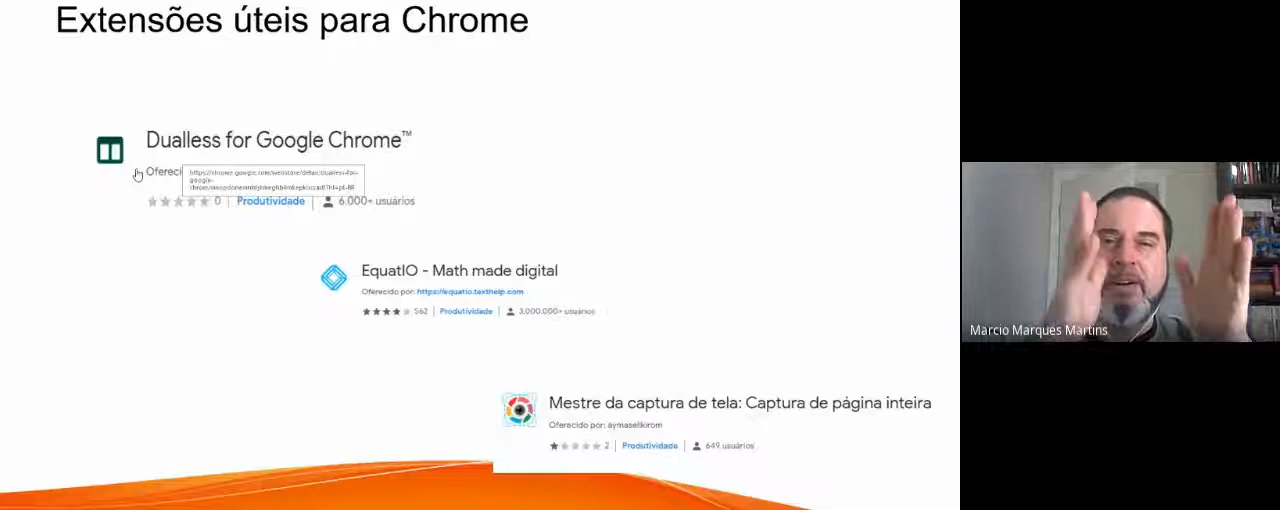 Extensões úteis para Chrome
Dualless for Google Chrome™
Ofereci
0 | Produtividade | 6.000+ usuários
EquatIO - Math made digital
Oferecido por: https://equatio.texthelp.com
562 | Produtividade | 3.000.000+ usuários
Marcio Marques Martins
Mestre da captura de tela: Captura de página inteira
Oferecido por: aymasellkirom
2 | Produtividade | 649 usuários